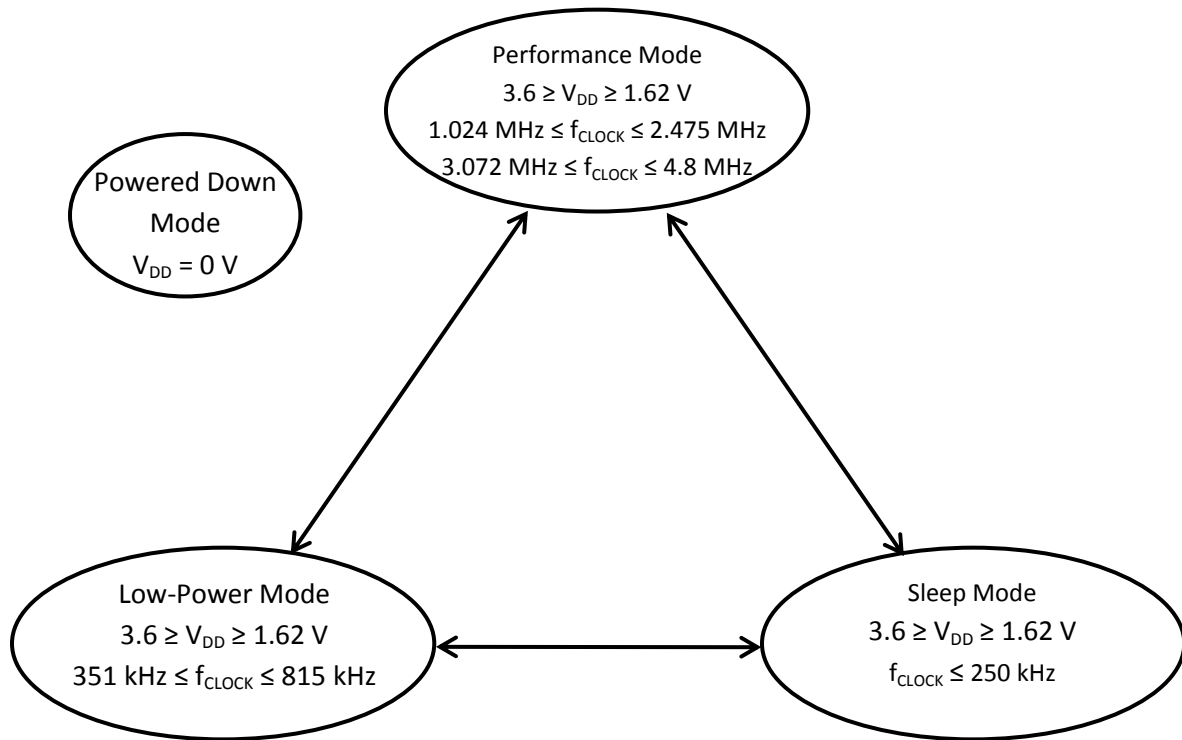 Performance Mode
3.6 ≥ V_DD ≥ 1.62 V
1.024 MHz ≤ f_CLOCK ≤ 2.475 MHz
3.072 MHz ≤ f_CLOCK ≤ 4.8 MHz
Powered Down
Mode
V_DD = 0 V
Low-Power Mode
3.6 ≥ V_DD ≥ 1.62 V
351 kHz ≤ f_CLOCK ≤ 815 kHz
Sleep Mode
3.6 ≥ V_DD ≥ 1.62 V
f_CLOCK ≤ 250 kHz